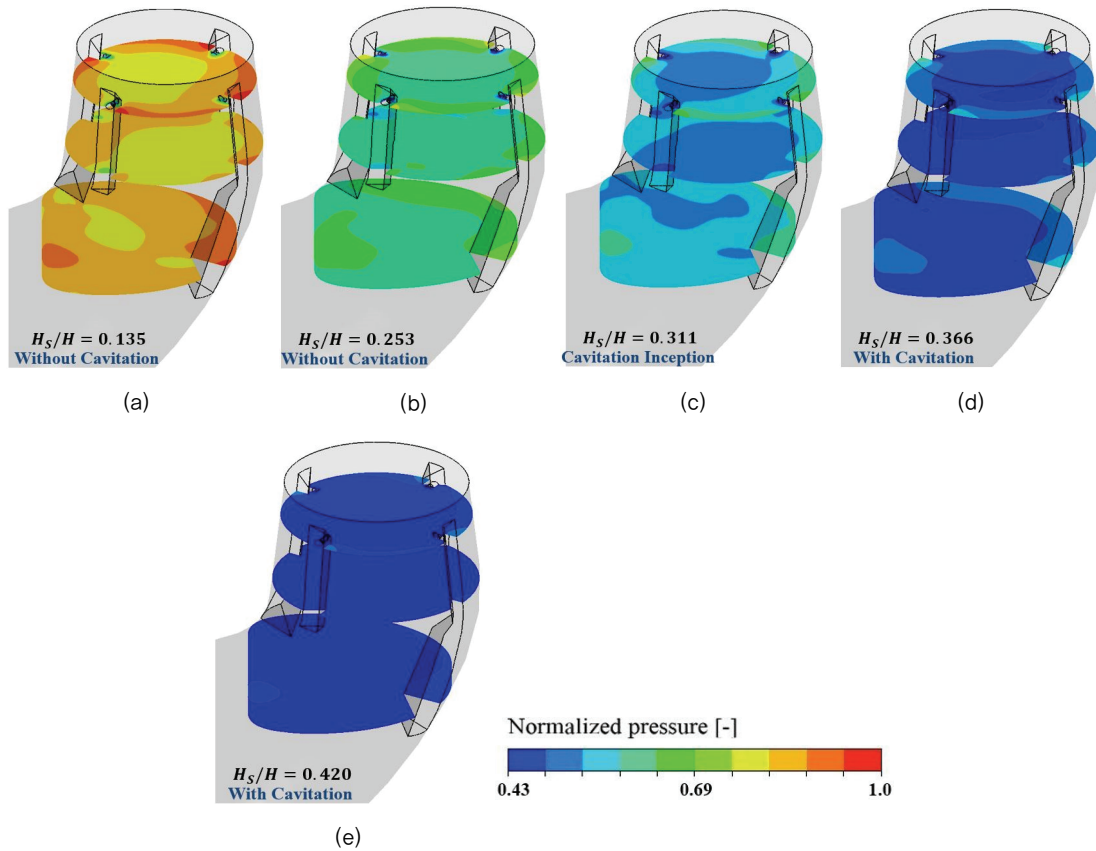 H_S/H = 0.135
Without Cavitation
(a)
H_S/H = 0.253
Without Cavitation
(b)
H_S/H = 0.311
Cavitation Inception
(c)
H_S/H = 0.366
With Cavitation
(d)
H_S/H = 0.420
With Cavitation
(e)
Normalized pressure [-]
0.43 0.69 1.0